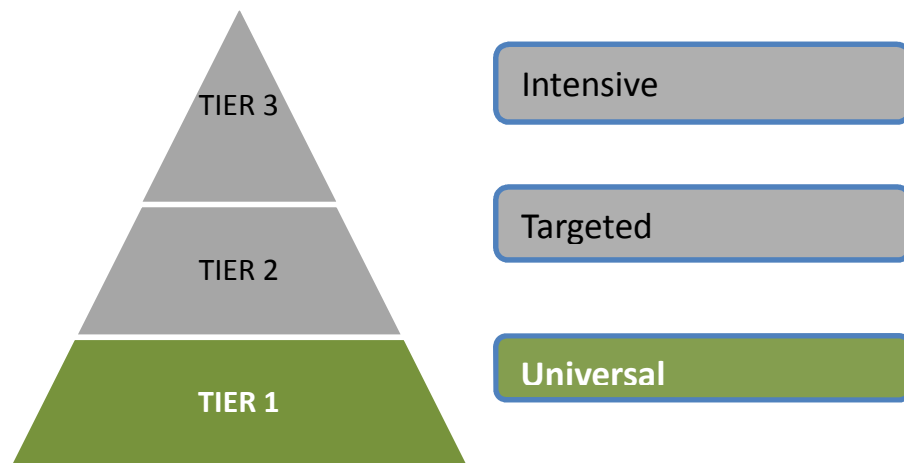 TIER 3
Intensive
TIER 2
Targeted
TIER 1
Universal